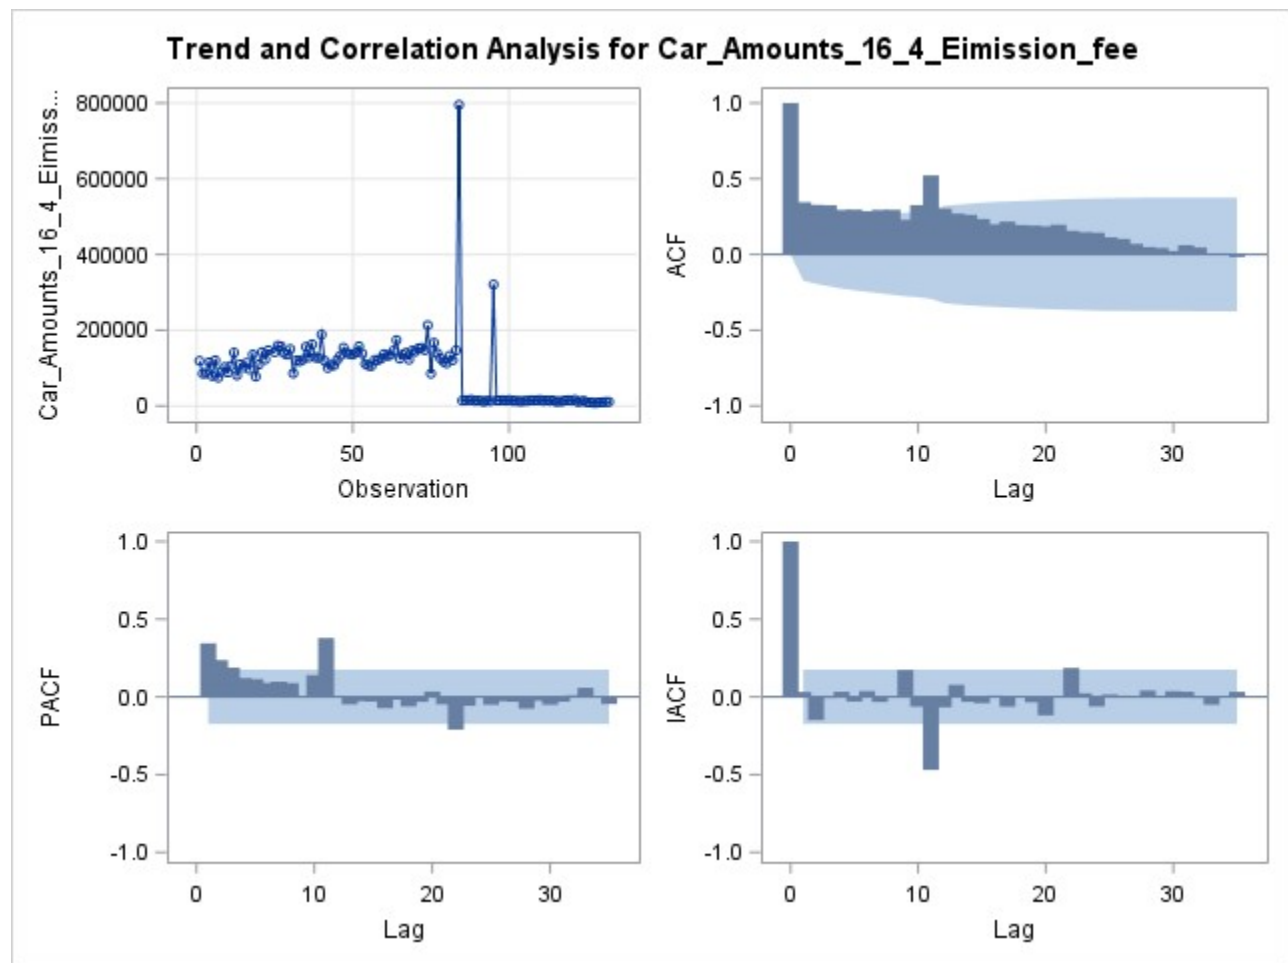 Trend and Correlation Analysis for Car_Amounts_16_4_Eimission_fee
Car_Amounts_16_4_Eimiss...
800000
600000
400000
200000
0
0 50 100
Observation
ACF
1.0
0.5
0.0
-0.5
-1.0
0 10 20 30
Lag
PACF
1.0
0.5
0.0
-0.5
-1.0
0 10 20 30
Lag
IACF
1.0
0.5
0.0
-0.5
-1.0
0 10 20 30
Lag